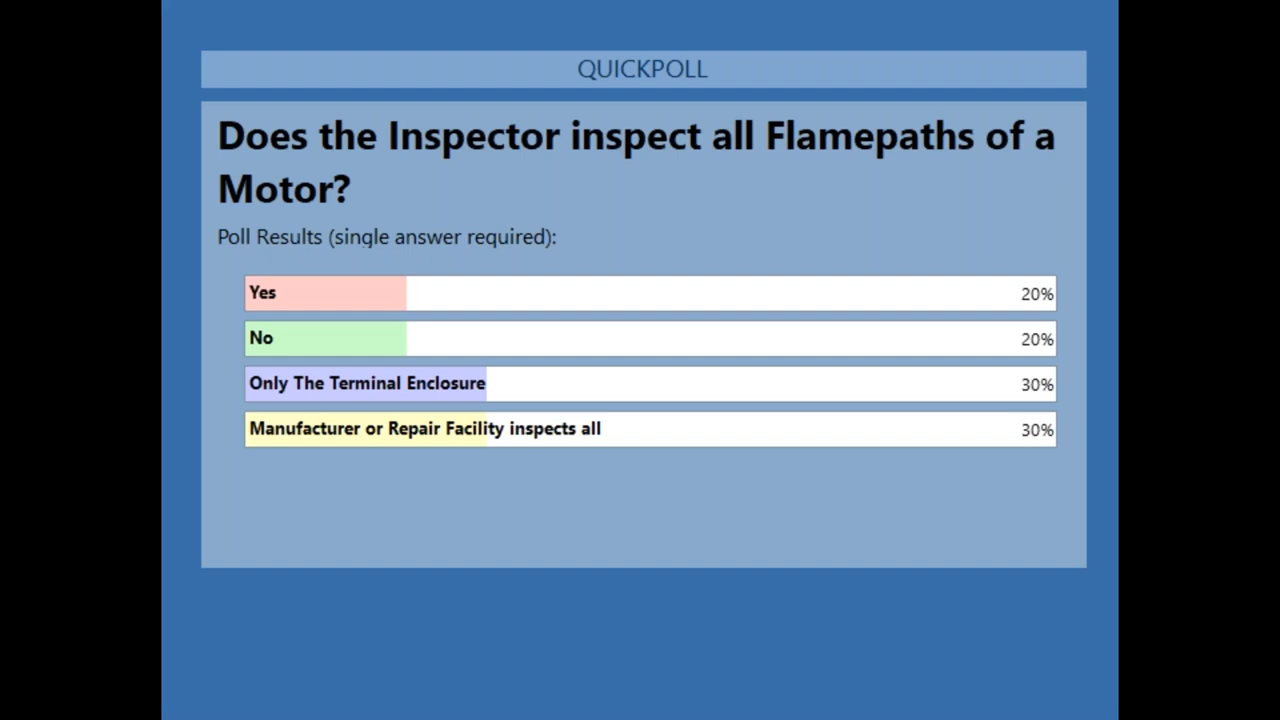 QUICKPOLL
Does the Inspector inspect all Flamepaths of a
Motor?
Poll Results (single answer required):
Yes 20%
No 20%
Only The Terminal Enclosure 30%
Manufacturer or Repair Facility inspects all 30%